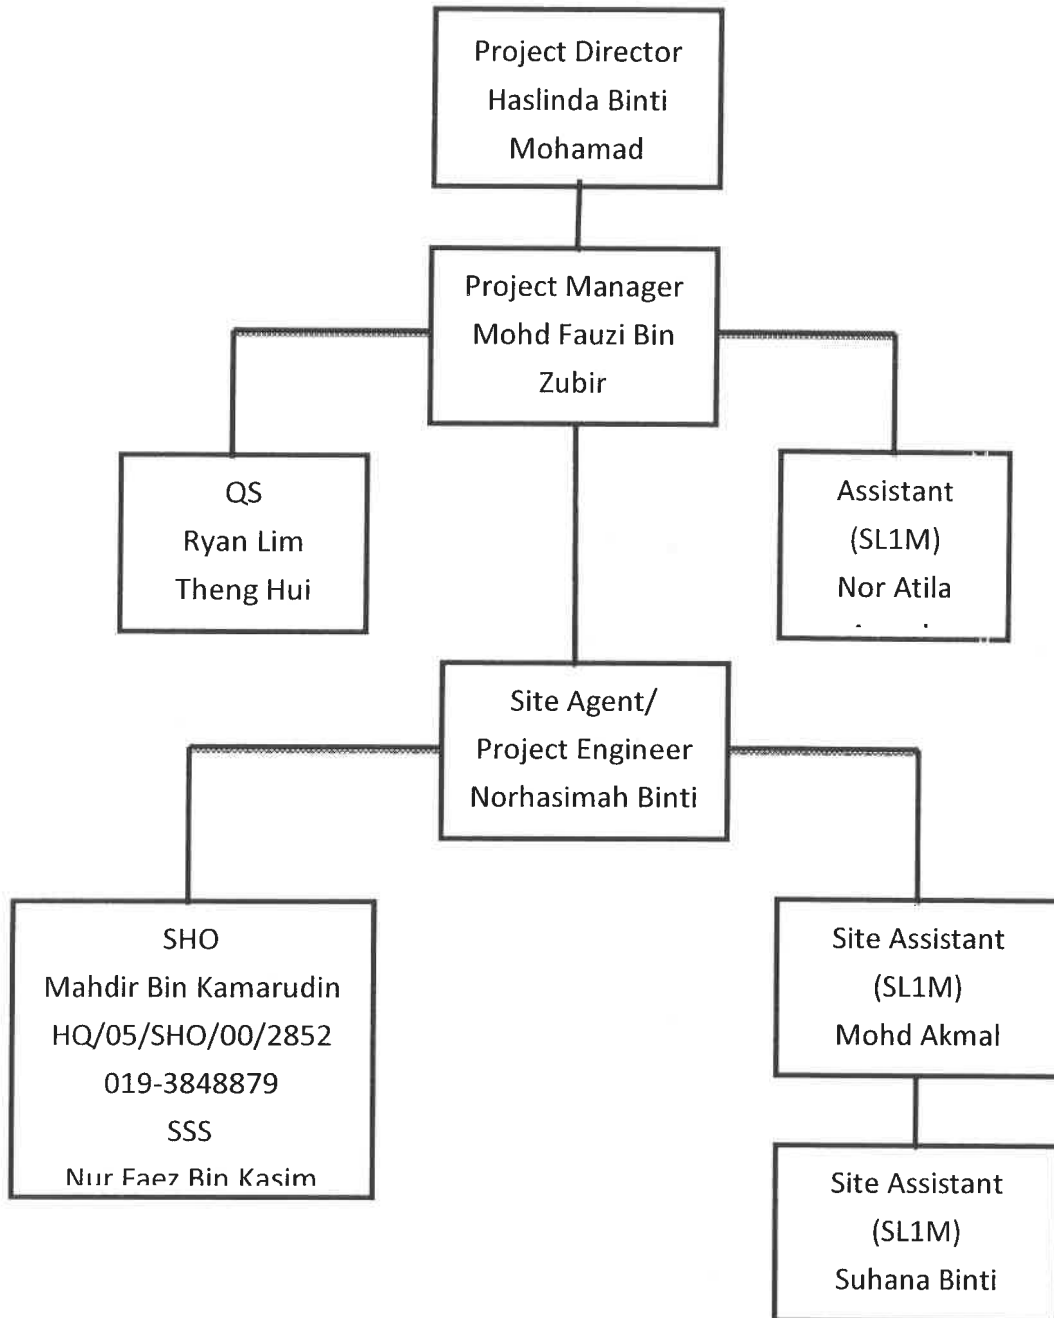 Project Director
Haslinda Binti
Mohamad
Project Manager
Mohd Fauzi Bin
Zubir
QS
Ryan Lim
Theng Hui
Assistant
(SL1M)
Nor Atila
Site Agent/
Project Engineer
Norhasimah Binti
SHO
Mahdir Bin Kamarudin
HQ/05/SHO/00/2852
019-3848879
SSS
Nur Faez Bin Kasim
Site Assistant
(SL1M)
Mohd Akmal
Site Assistant
(SL1M)
Suhana Binti